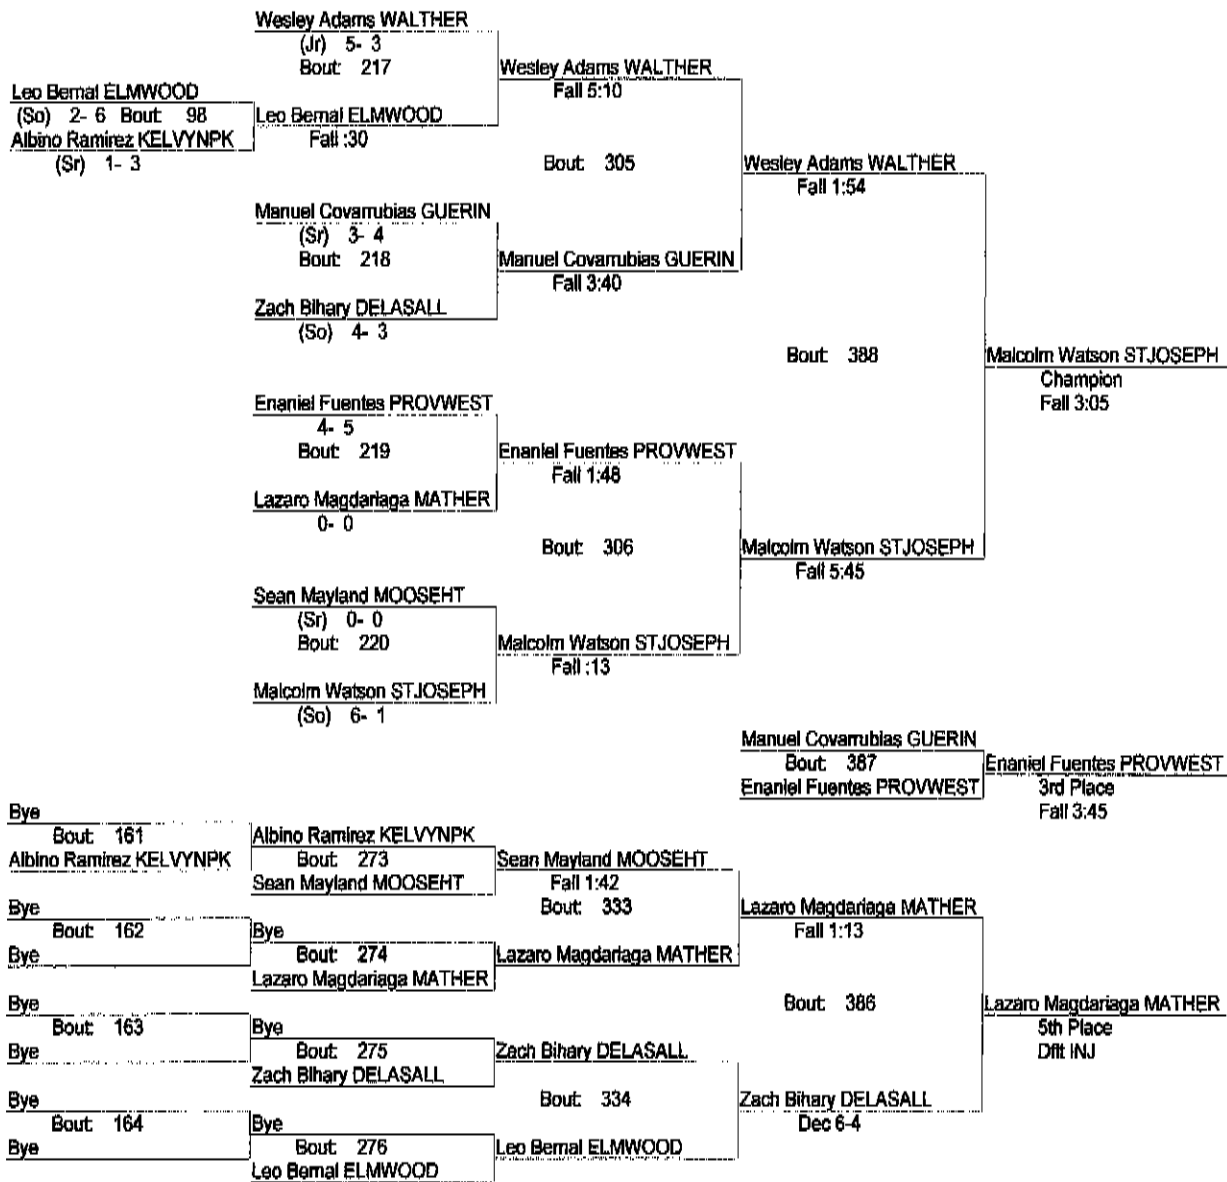 Wesley Adams WALTHER
(Jr) 5- 3
Bout: 217
Wesley Adams WALTHER
Fall 5:10
Leo Bernal ELMWOOD
(So) 2- 6 Bout: 98
Leo Bernal ELMWOOD
Albino Ramirez KELVYNPK
Fall :30
(Sr) 1- 3
Bout: 305
Wesley Adams WALTHER
Fall 1:54
Manuel Covarrubias GUERIN
(Sr) 3- 4
Bout: 218
Manuel Covarrubias GUERIN
Fall 3:40
Zach Bihary DELASALL
(So) 4- 3
Bout: 388
Malcolm Watson STJOSEPH
Champion
Fall 3:05
Enaniel Fuentes PROVWEST
4- 5
Bout: 219
Enaniel Fuentes PROVWEST
Fall 1:48
Lazaro Magdariaga MATHER
0- 0
Bout: 306
Malcolm Watson STJOSEPH
Fall 5:45
Sean Mayland MOOSEHT
(Sr) 0- 0
Bout: 220
Malcolm Watson STJOSEPH
Fall :13
Malcolm Watson STJOSEPH
(So) 6- 1
Manuel Covarrubias GUERIN
Bout: 387
Enaniel Fuentes PROVWEST
Enaniel Fuentes PROVWEST
3rd Place
Fall 3:45
Bye
Bout: 161
Albino Ramirez KELVYNPK
Albino Ramirez KELVYNPK
Bout: 273
Sean Mayland MOOSEHT
Sean Mayland MOOSEHT
Fall 1:42
Bye
Bout: 333
Lazaro Magdariaga MATHER
Fall 1:13
Bout: 162
Bye
Bye
Bout: 274
Lazaro Magdariaga MATHER
Lazaro Magdariaga MATHER
Bye
Bout: 386
Lazaro Magdariaga MATHER
5th Place
Dflt INJ
Bout: 163
Bye
Bye
Bout: 275
Zach Bihary DELASALL
Zach Bihary DELASALL
Bye
Bout: 334
Zach Bihary DELASALL
Dec 6-4
Bout: 164
Bye
Bye
Bout: 276
Leo Bernal ELMWOOD
Leo Bernal ELMWOOD